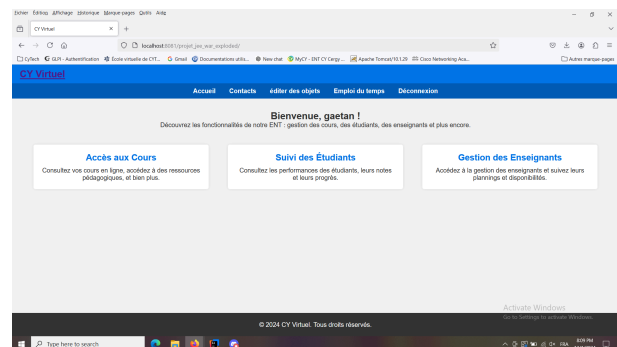 Fichier Édition Affichage Historique Marque-pages Outils Aide
CY Virtuel
localhost:8081/projet_jee_war_exploded/
CyTech GLPI - Authentification École virtuelle de CYT... Gmail Documentations utilis... New chat MyCY - ENT CY Cergy ... Apache Tomcat/10.1.29 Cisco Networking Aca... Autres marque-pages
CY Virtuel
Accueil Contacts éditer des objets Emploi du temps Déconnexion
Bienvenue, gaetan !
Découvrez les fonctionnalités de notre ENT : gestion des cours, des étudiants, des enseignants et plus encore.
Accès aux Cours
Consultez vos cours en ligne, accédez à des ressources
pédagogiques, et bien plus.
Suivi des Étudiants
Consultez les performances des étudiants, leurs notes
et leurs progrès.
Gestion des Enseignants
Accédez à la gestion des enseignants et suivez leurs
plannings et disponibilités.
Activate Windows
Go to Settings to activate Windows.
© 2024 CY Virtuel. Tous droits réservés.
Type here to search
FRA
8:09 PM